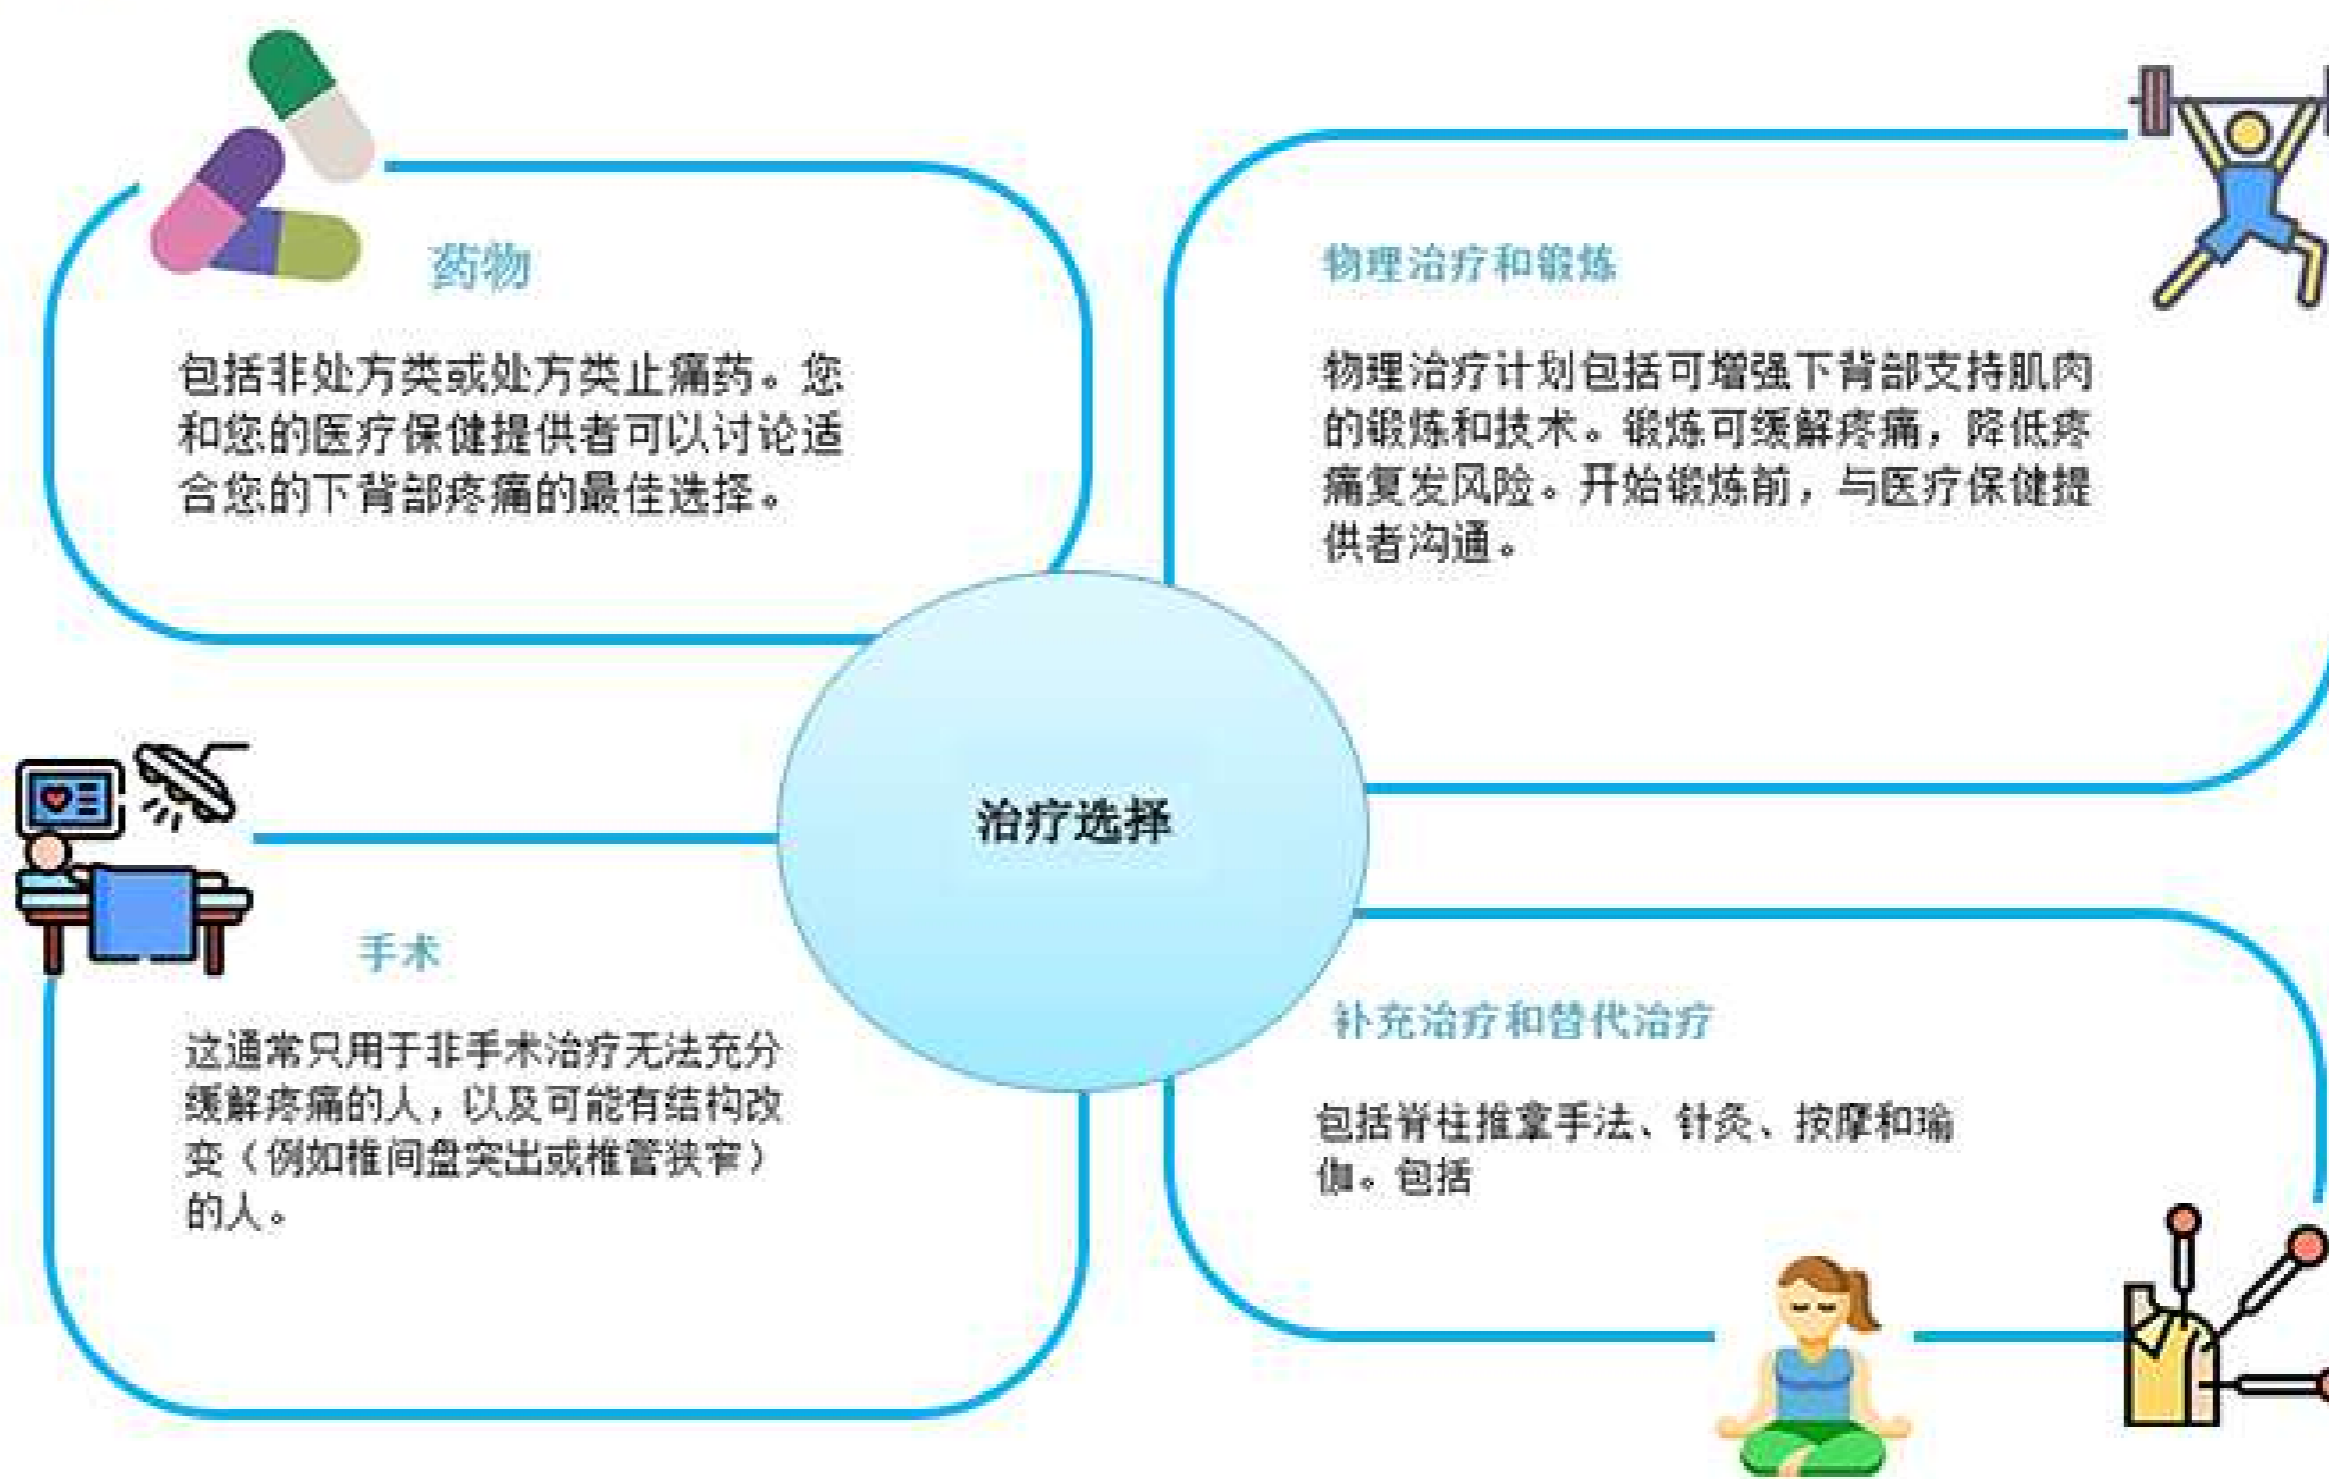 药物
包括非处方类或处方类止痛药。您
和您的医疗保健提供者可以讨论适
合您的下背部疼痛的最佳选择。
物理治疗和锻炼
物理治疗计划包括可增强下背部支持肌肉
的锻炼和技术。锻炼可缓解疼痛，降低疼
痛复发风险。开始锻炼前，与医疗保健提
供者沟通。
治疗选择
手术
这通常只用于非手术治疗无法充分
缓解疼痛的人，以及可能有结构改
变（例如椎间盘突出或椎管狭窄）
的人。
补充治疗和替代治疗
包括脊柱推拿手法、针灸、按摩和瑜
伽。包括